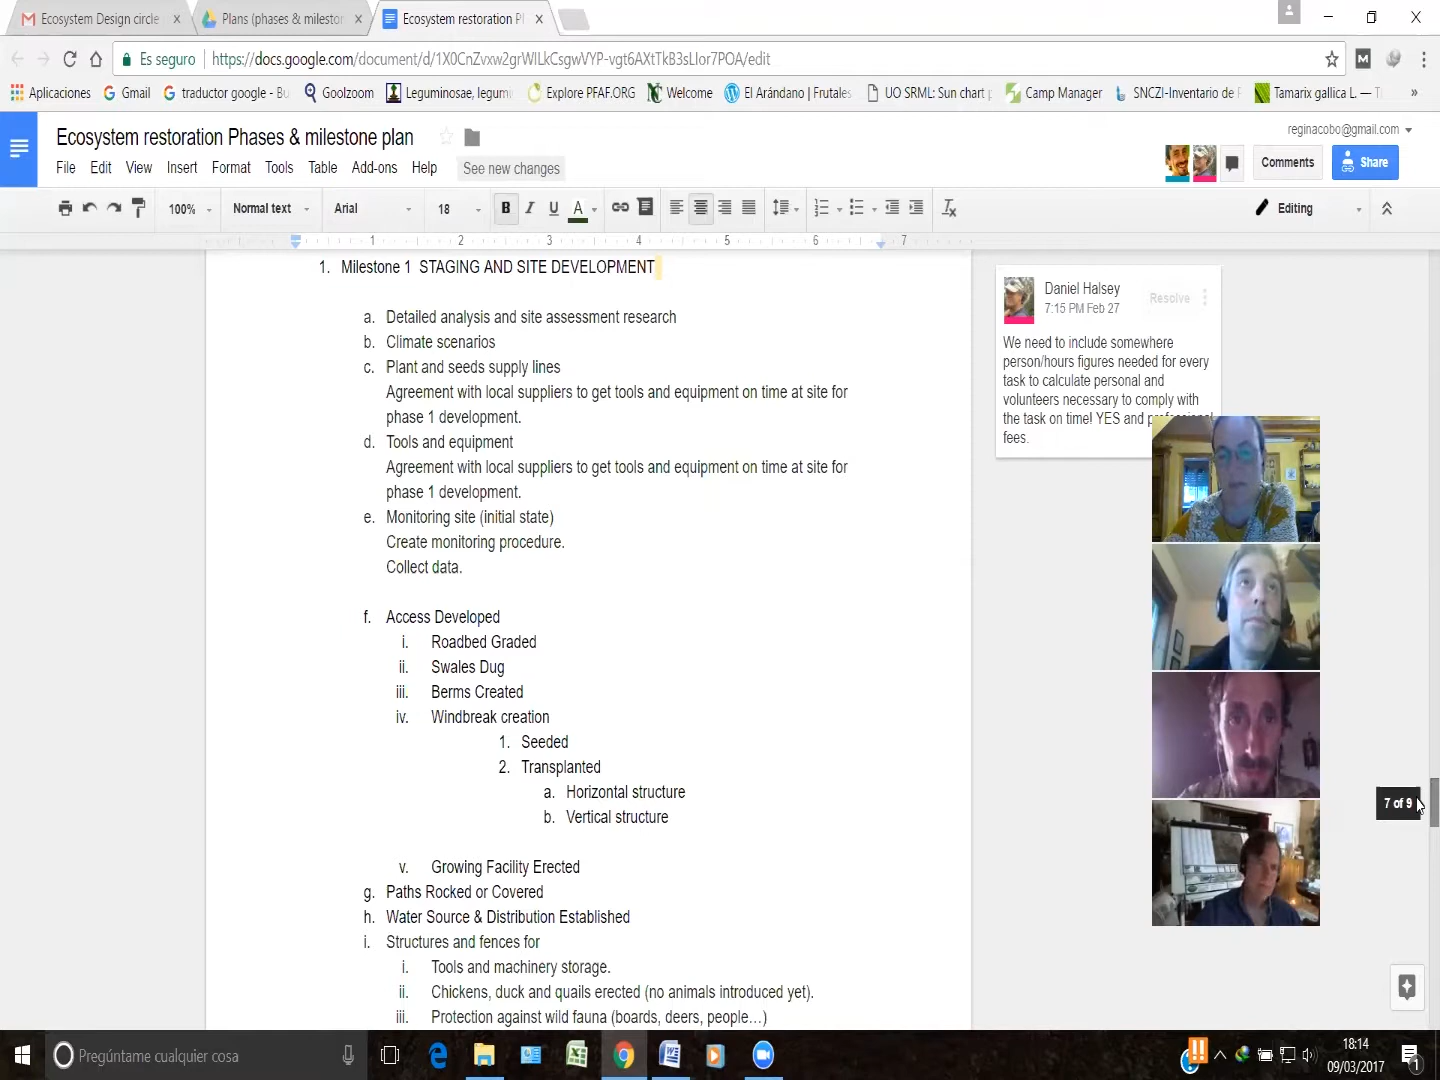 Ecosystem Design circle
Plans (phases & mileston
Ecosystem restoration P
Es seguro
https://docs.google.com/document/d/1X0CnZvxw2grWlLkCsgwVYP-vgt6AXtTkB3sLIor7POA/edit
Aplicaciones
Gmail
traductor google - Bu
Goolzoom
Leguminosae, legum
Explore PFAF.ORG
Welcome
El Arándano | Frutales
UO SRML: Sun chart p
Camp Manager
SNCZI-Inventario de P
Tamarix gallica L. — T
»
Ecosystem restoration Phases & milestone plan
reginacobo@gmail.com
File Edit View Insert Format Tools Table Add-ons Help See new changes
Comments
Share
100% Normal text Arial 18 B I U A
Editing
1 2 3 4 5 6 7
1. Milestone 1 STAGING AND SITE DEVELOPMENT
a. Detailed analysis and site assessment research
b. Climate scenarios
c. Plant and seeds supply lines
Agreement with local suppliers to get tools and equipment on time at site for
phase 1 development.
d. Tools and equipment
Agreement with local suppliers to get tools and equipment on time at site for
phase 1 development.
e. Monitoring site (initial state)
Create monitoring procedure.
Collect data.
f. Access Developed
i. Roadbed Graded
ii. Swales Dug
iii. Berms Created
iv. Windbreak creation
1. Seeded
2. Transplanted
a. Horizontal structure
b. Vertical structure
v. Growing Facility Erected
g. Paths Rocked or Covered
h. Water Source & Distribution Established
i. Structures and fences for
i. Tools and machinery storage.
ii. Chickens, duck and quails erected (no animals introduced yet).
iii. Protection against wild fauna (boards, deers, people…)
Daniel Halsey
7:15 PM Feb 27
Resolve
We need to include somewhere
person/hours figures needed for every
task to calculate personal and
volunteers necessary to comply with
the task on time! YES and professional
fees.
7 of 9
Pregúntame cualquier cosa
18:14
09/03/2017
1